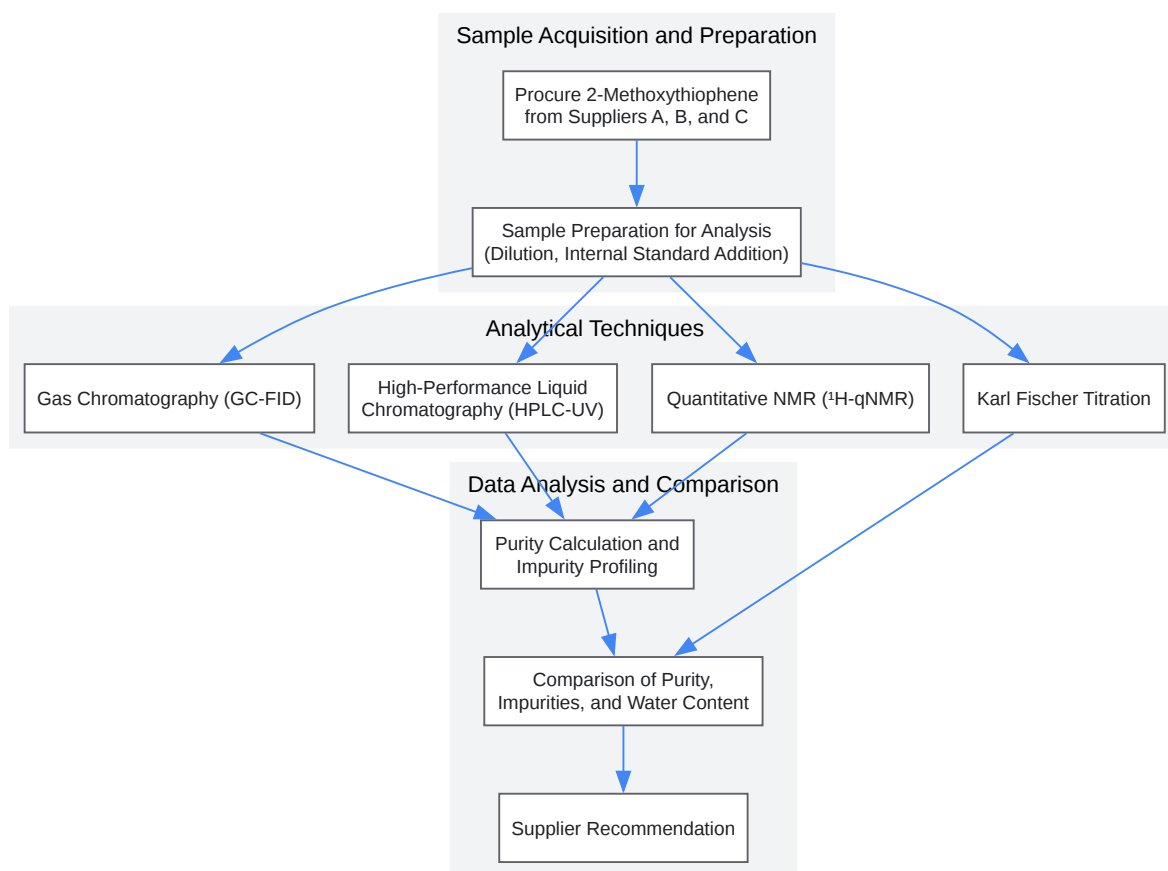 Sample Acquisition and Preparation
Procure 2-Methoxythiophene
from Suppliers A, B, and C
Sample Preparation for Analysis
(Dilution, Internal Standard Addition)
Analytical Techniques
Gas Chromatography (GC-FID)
High-Performance Liquid
Chromatography (HPLC-UV)
Quantitative NMR (¹H-qNMR)
Karl Fischer Titration
Data Analysis and Comparison
Purity Calculation and
Impurity Profiling
Comparison of Purity,
Impurities, and Water Content
Supplier Recommendation